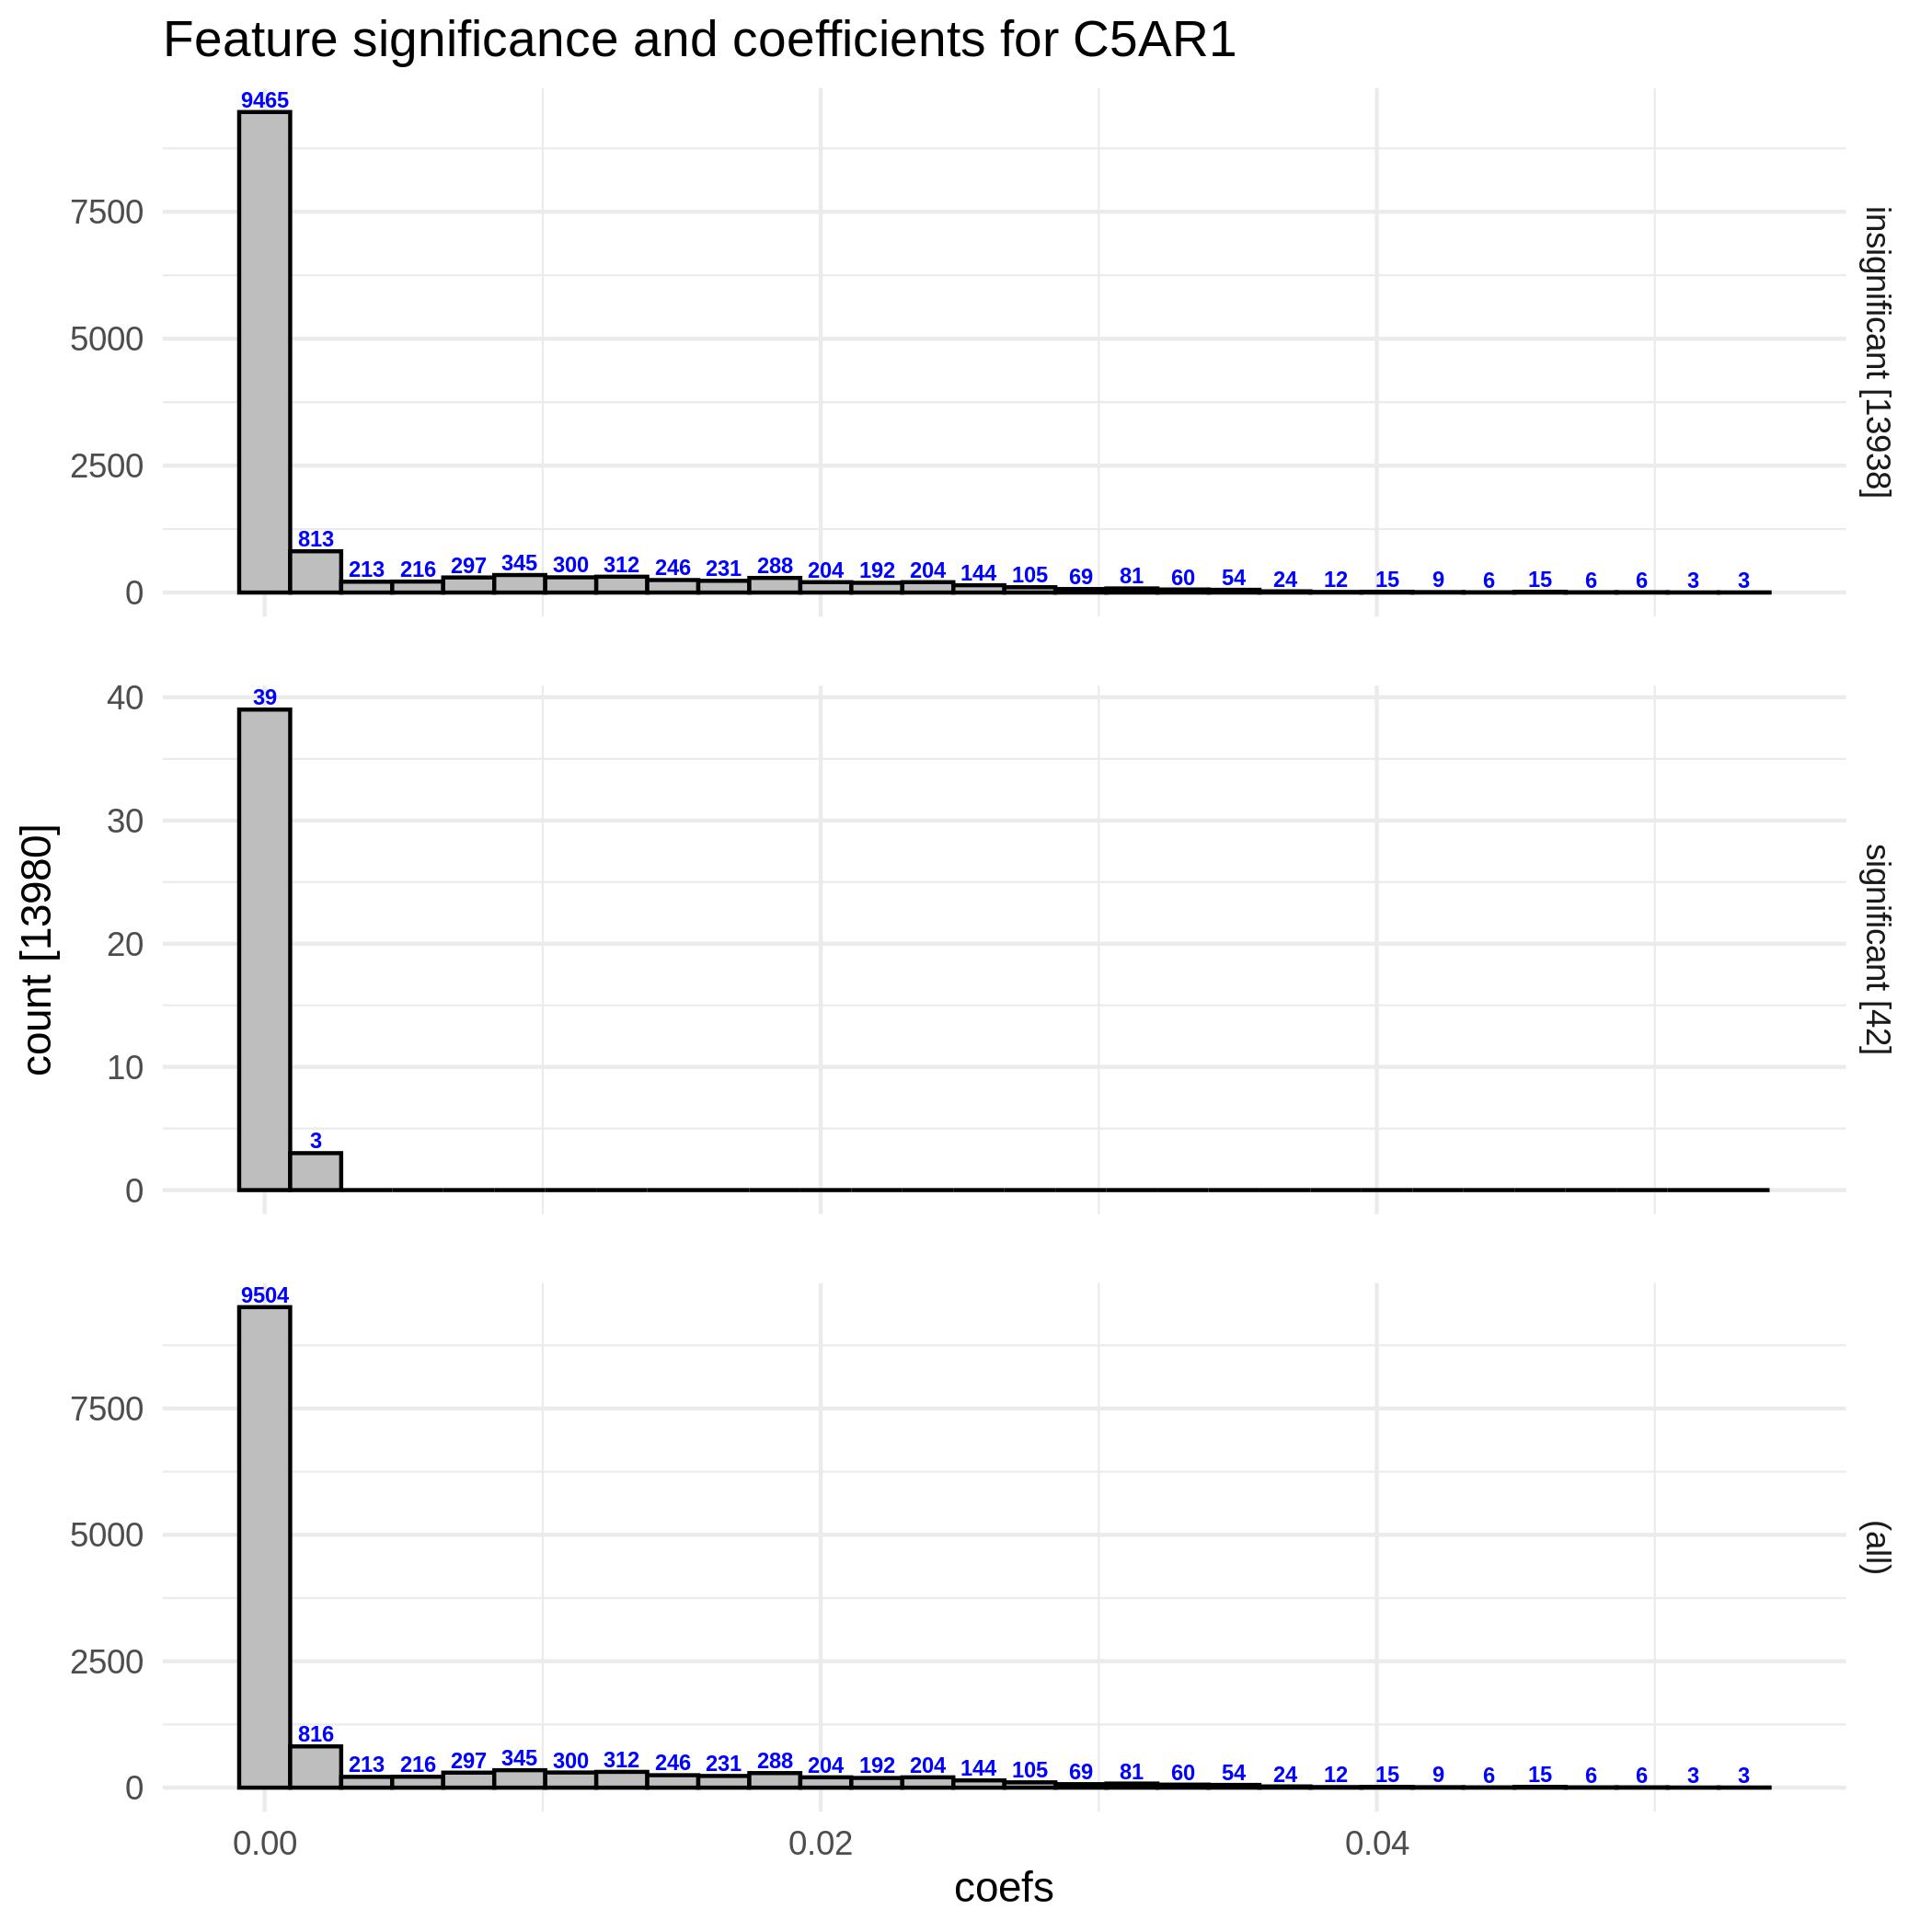 Feature significance and coefficients for C5AR1
9465
813 213 216 297 345 300 312 246 231 288 204 192 204 144 105 69 81 60 54 24 12 15 9 6 15 6 6 3 3
7500
5000
2500
0
insignificant [13938]
39
3
40
30
20
10
0
significant [42]
count [13980]
9504
816 213 216 297 345 300 312 246 231 288 204 192 204 144 105 69 81 60 54 24 12 15 9 6 15 6 6 3 3
7500
5000
2500
0
(all)
0.00 0.02 0.04
coefs